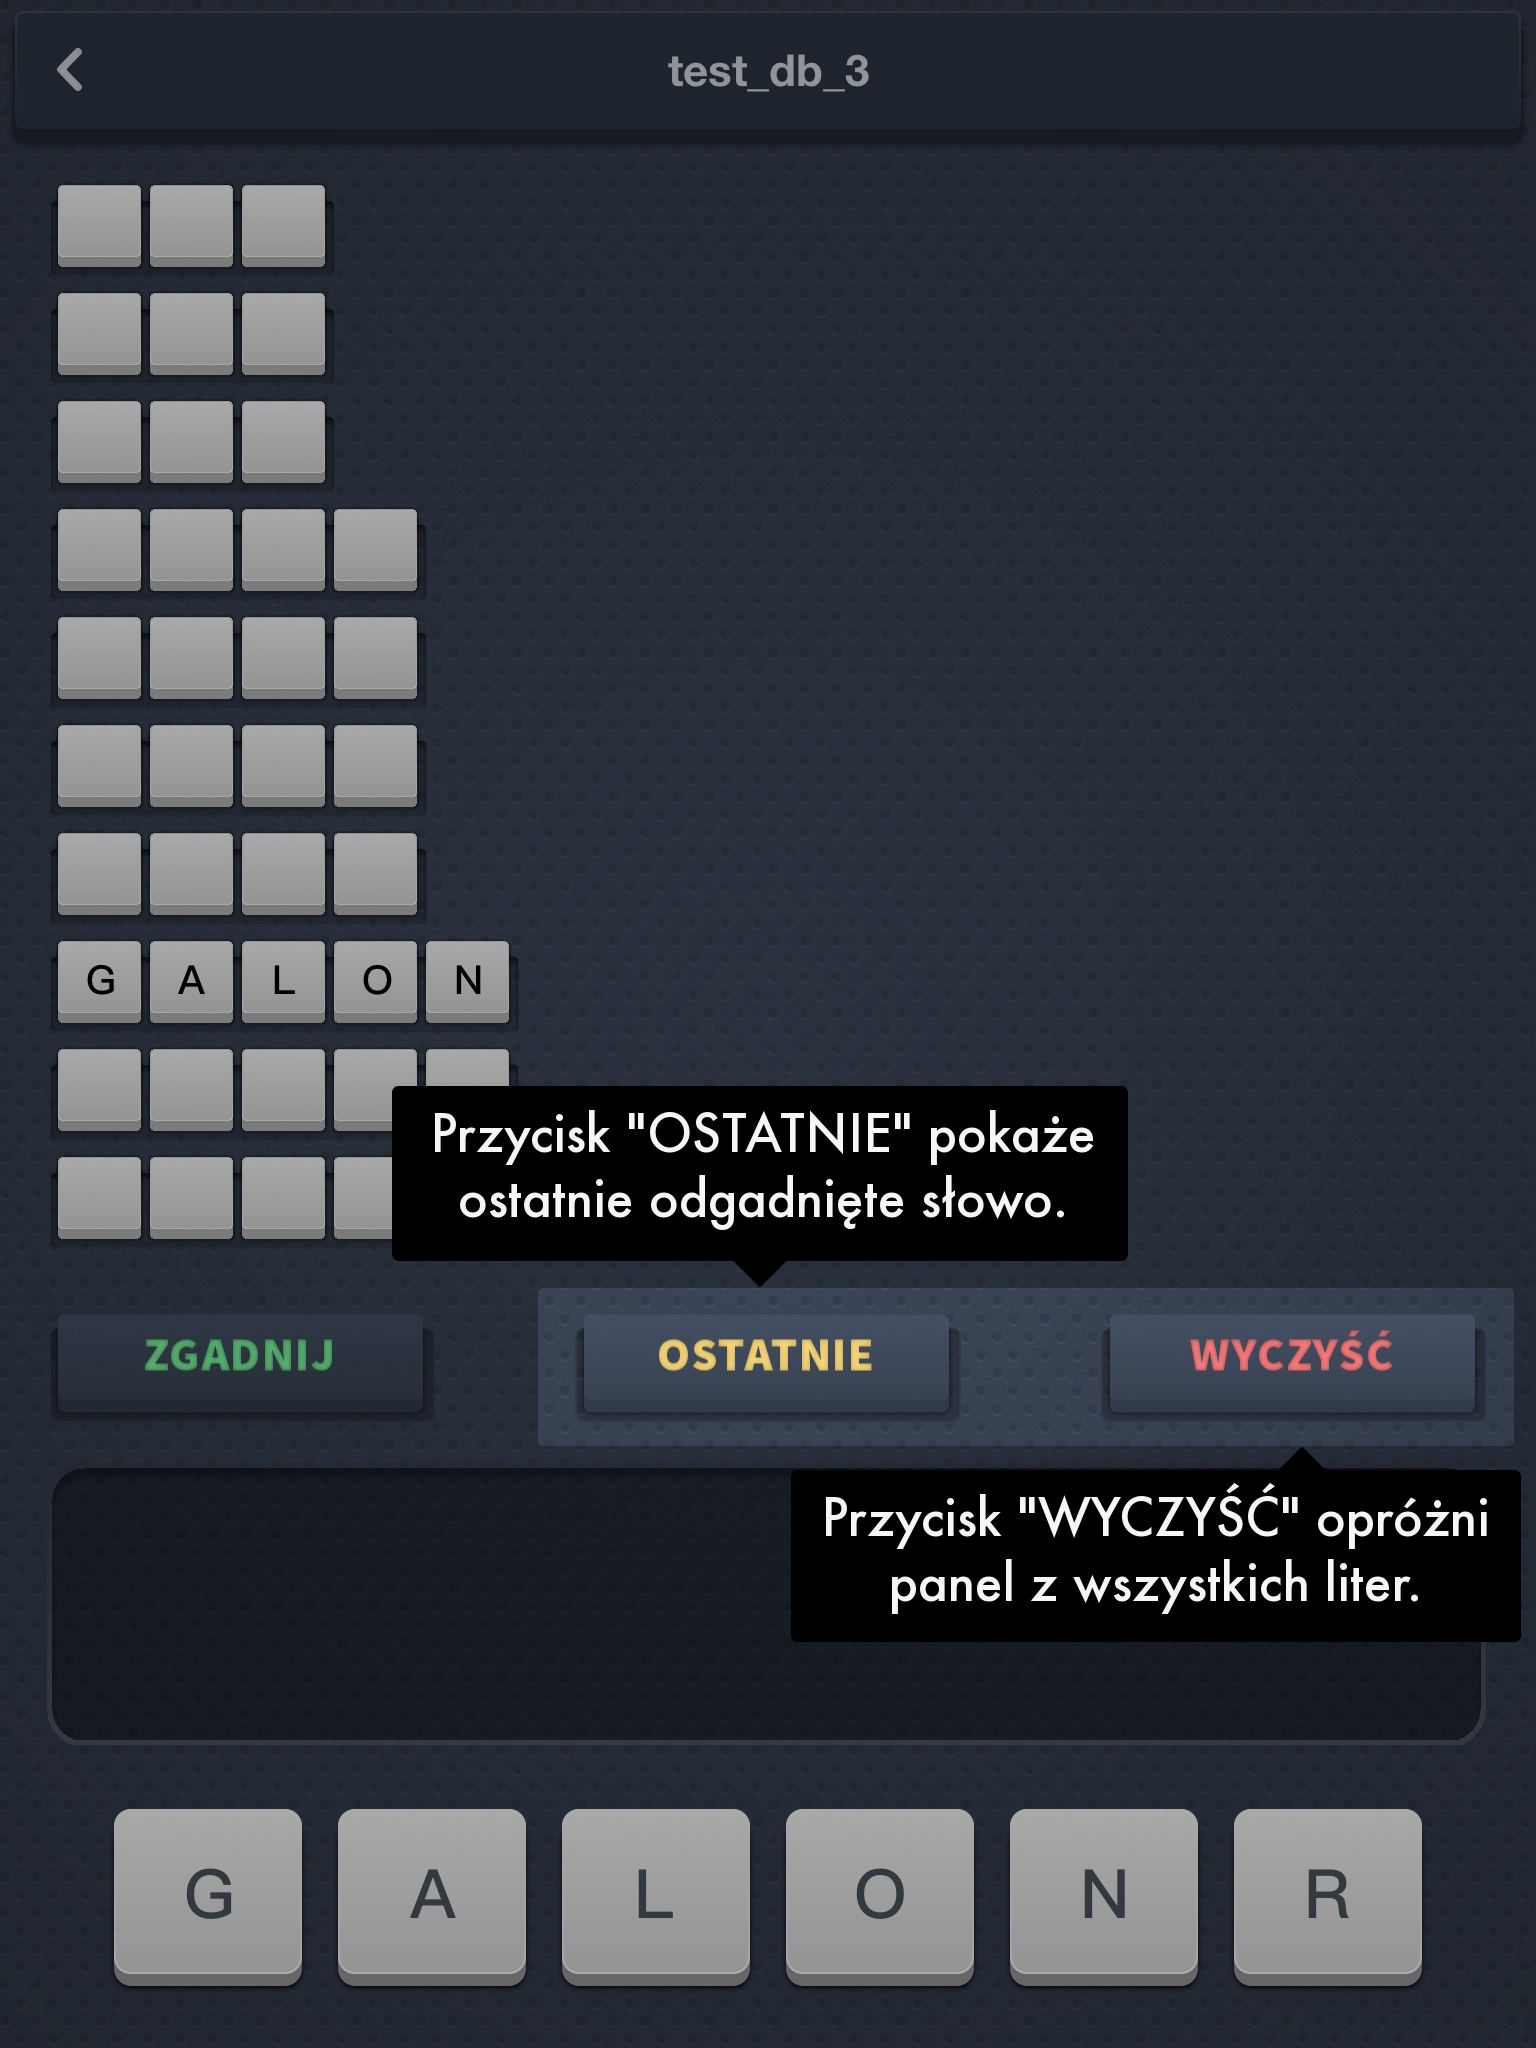 test_db_3
G A L O N
Przycisk "OSTATNIE" pokaże
ostatnie odgadnięte słowo.
ZGADNIJ OSTATNIE WYCZYŚĆ
Przycisk "WYCZYŚĆ" opróżni
panel z wszystkich liter.
G A L O N R